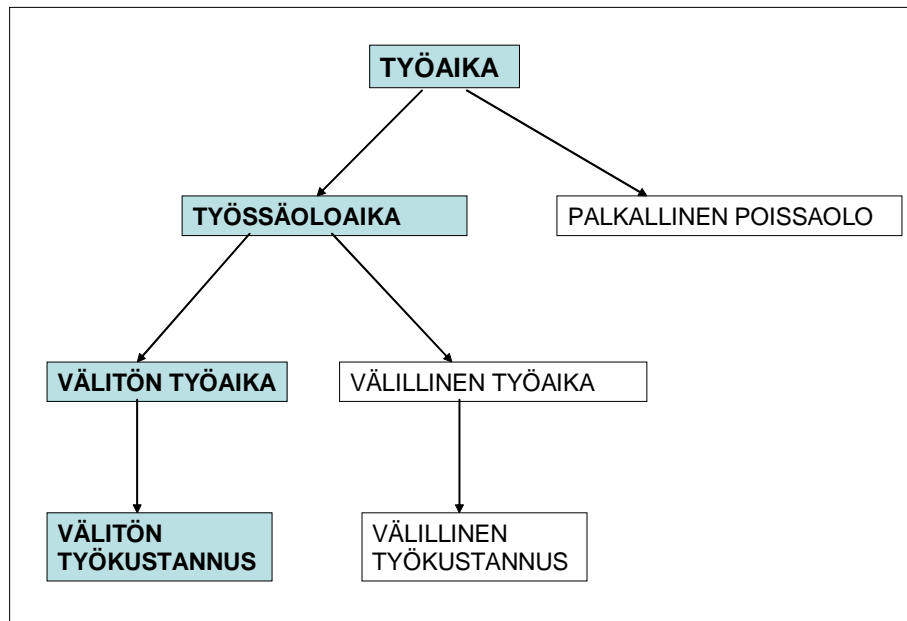 TYÖAIKA
TYÖSSÄOLOAIKA
PALKALLINEN POISSAOLO
VÄLITÖN TYÖAIKA
VÄLILLINEN TYÖAIKA
VÄLITÖN
TYÖKUSTANNUS
VÄLILLINEN
TYÖKUSTANNUS